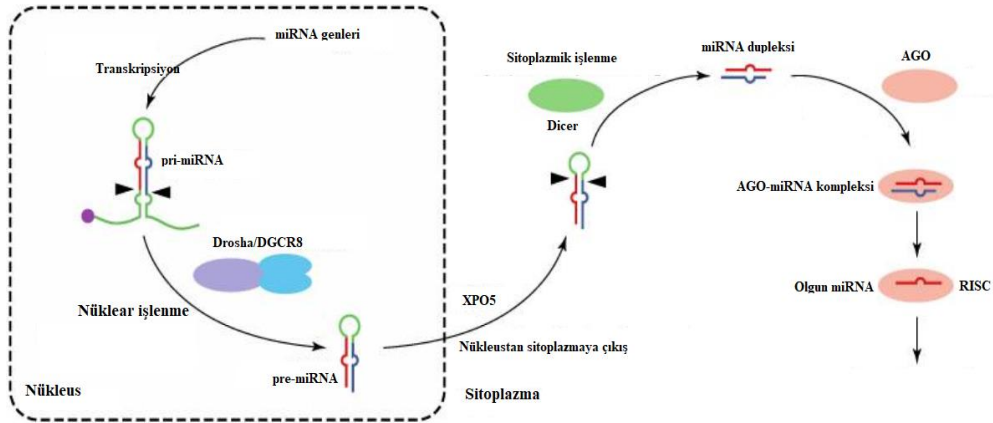 miRNA genleri
Transkripsiyon
pri-miRNA
Drosha/DGCR8
Nüklear işlenme
pre-miRNA
Nükleus
XPO5
Nükleustan sitoplazmaya çıkış
Sitoplazma
Sitoplazmik işlenme
Dicer
miRNA dupleksi
AGO
AGO-miRNA kompleksi
Olgun miRNA
RISC